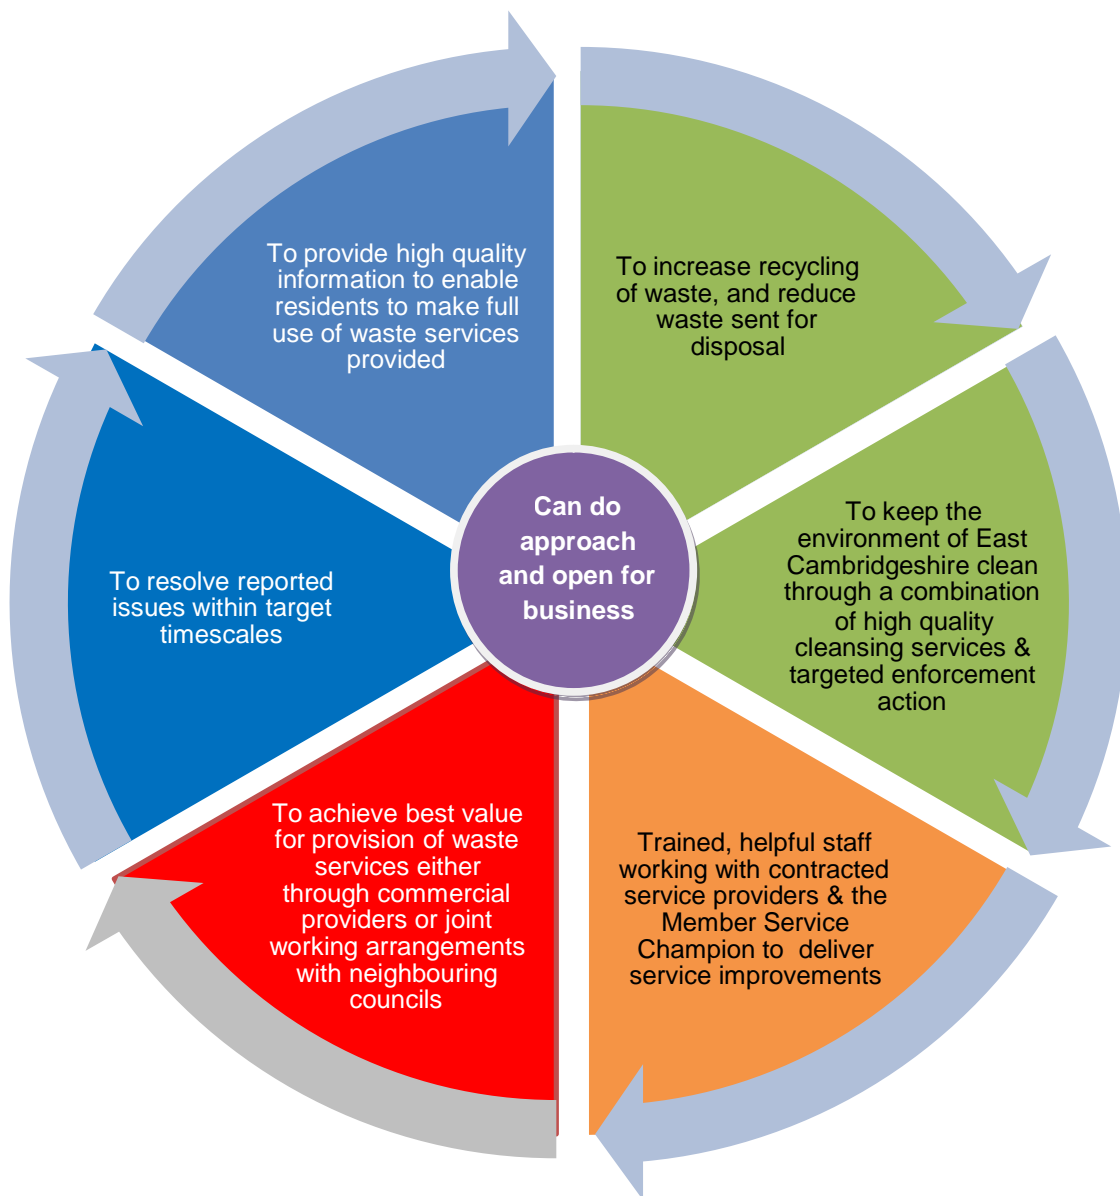 To provide high quality
information to enable
residents to make full
use of waste services
provided
To increase recycling
of waste, and reduce
waste sent for
disposal
Can do
approach
and open for
business
To keep the
environment of East
Cambridgeshire clean
through a combination
of high quality
cleansing services &
targeted enforcement
action
To resolve reported
issues within target
timescales
To achieve best value
for provision of waste
services either
through commercial
providers or joint
working arrangements
with neighbouring
councils
Trained, helpful staff
working with contracted
service providers & the
Member Service
Champion to  deliver
service improvements